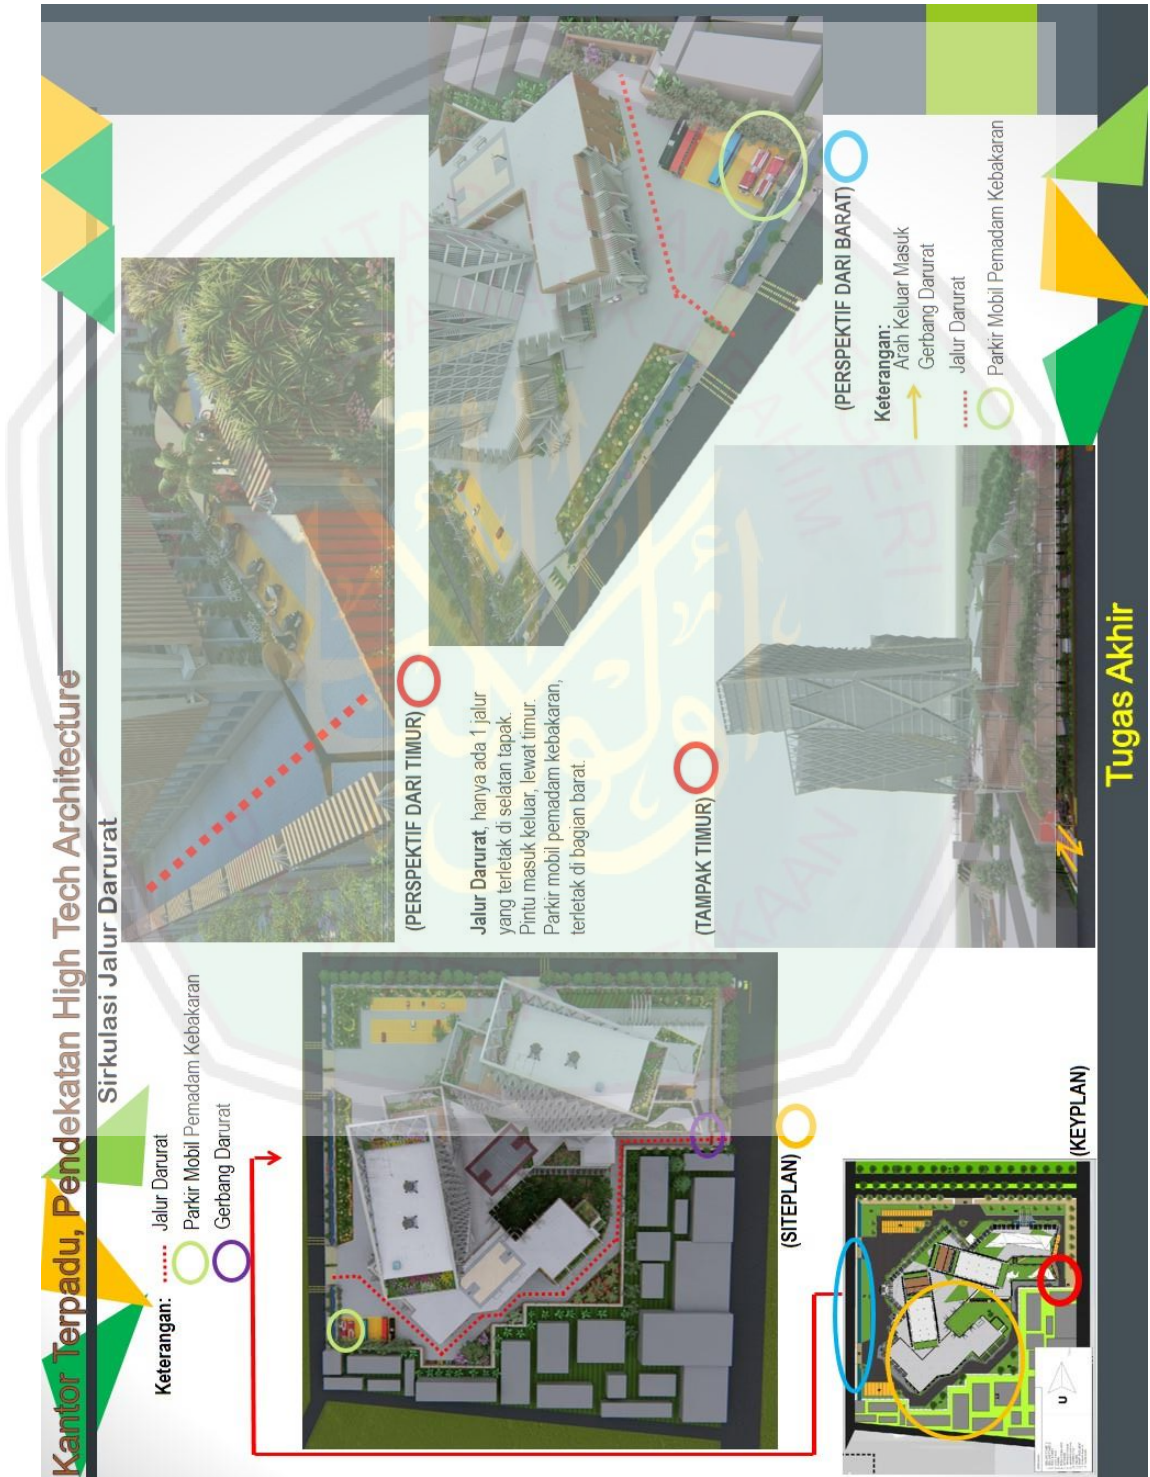 Kantor Terpadu, Pendekatan High Tech Architecture
Sirkulasi Jalur Darurat
Keterangan:
Jalur Darurat
Parkir Mobil Pemadam Kebakaran
Gerbang Darurat
(SITEPLAN)
(KEYPLAN)
U
(PERSPEKTIF DARI TIMUR)
Jalur Darurat, hanya ada 1 jalur
yang terletak di selatan tapak.
Pintu masuk keluar, lewat timur.
Parkir mobil pemadam kebakaran,
terletak di bagian barat.
(TAMPAK TIMUR)
(PERSPEKTIF DARI BARAT)
Keterangan:
Arah Keluar Masuk
Gerbang Darurat
Jalur Darurat
Parkir Mobil Pemadam Kebakaran
Tugas Akhir